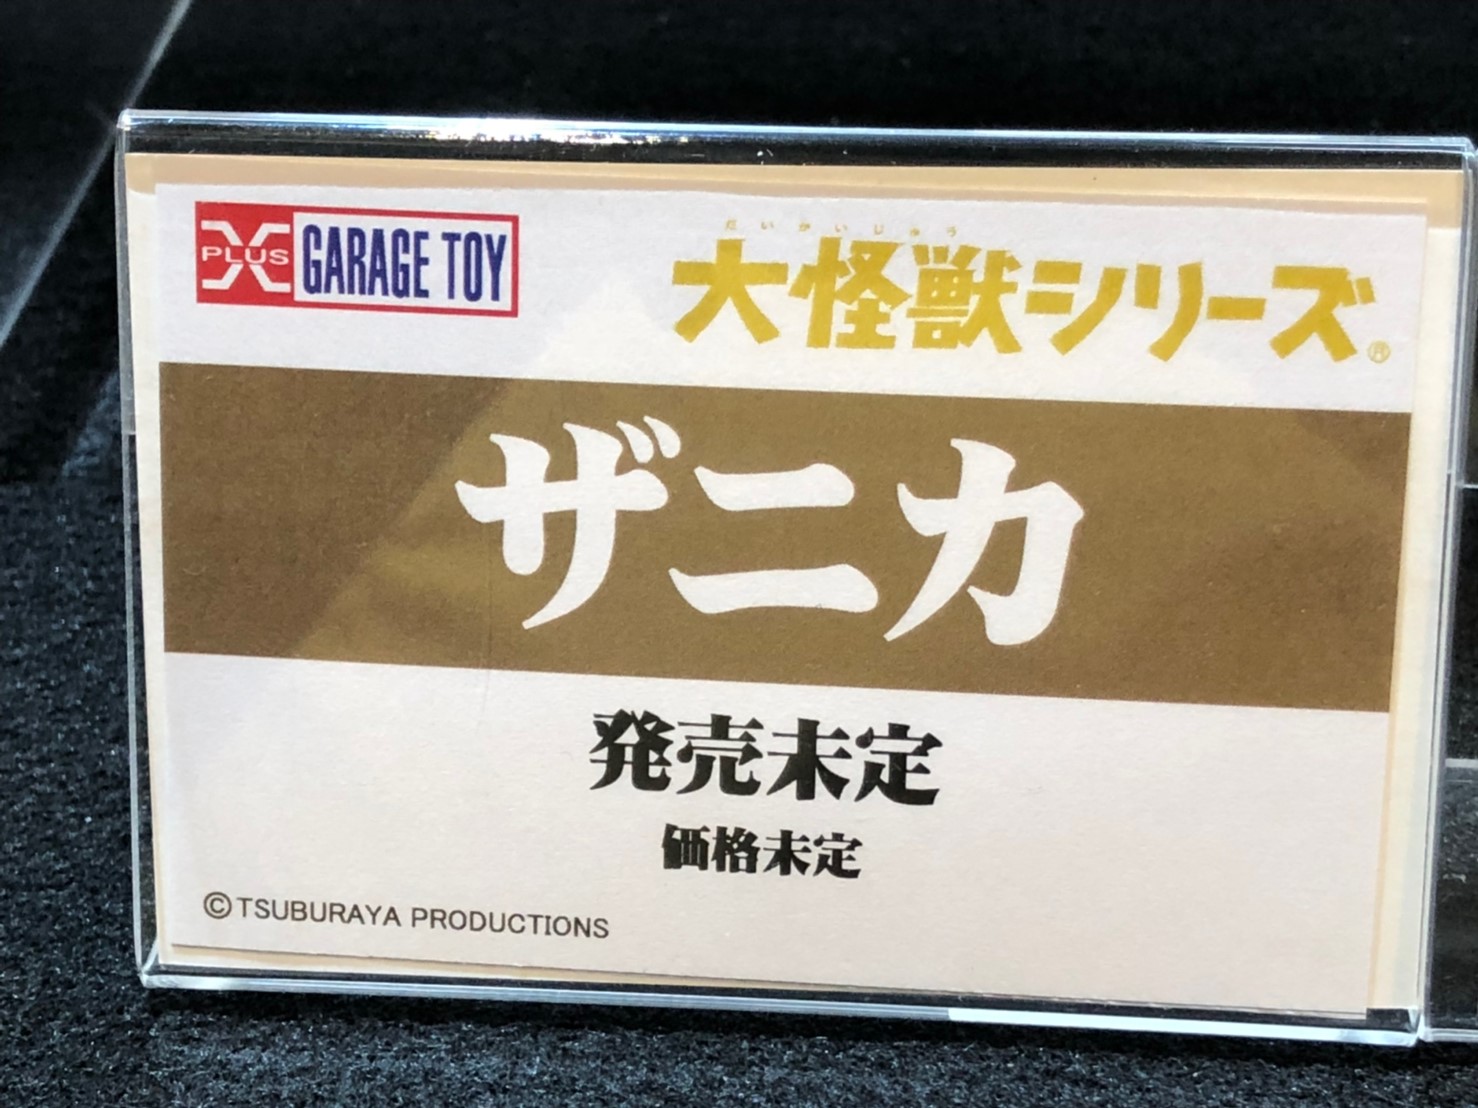 X PLUS GARAGE TOY
だいかいじゅう
大怪獣シリーズ®
ザニカ
発売未定
価格未定
©TSUBURAYA PRODUCTIONS